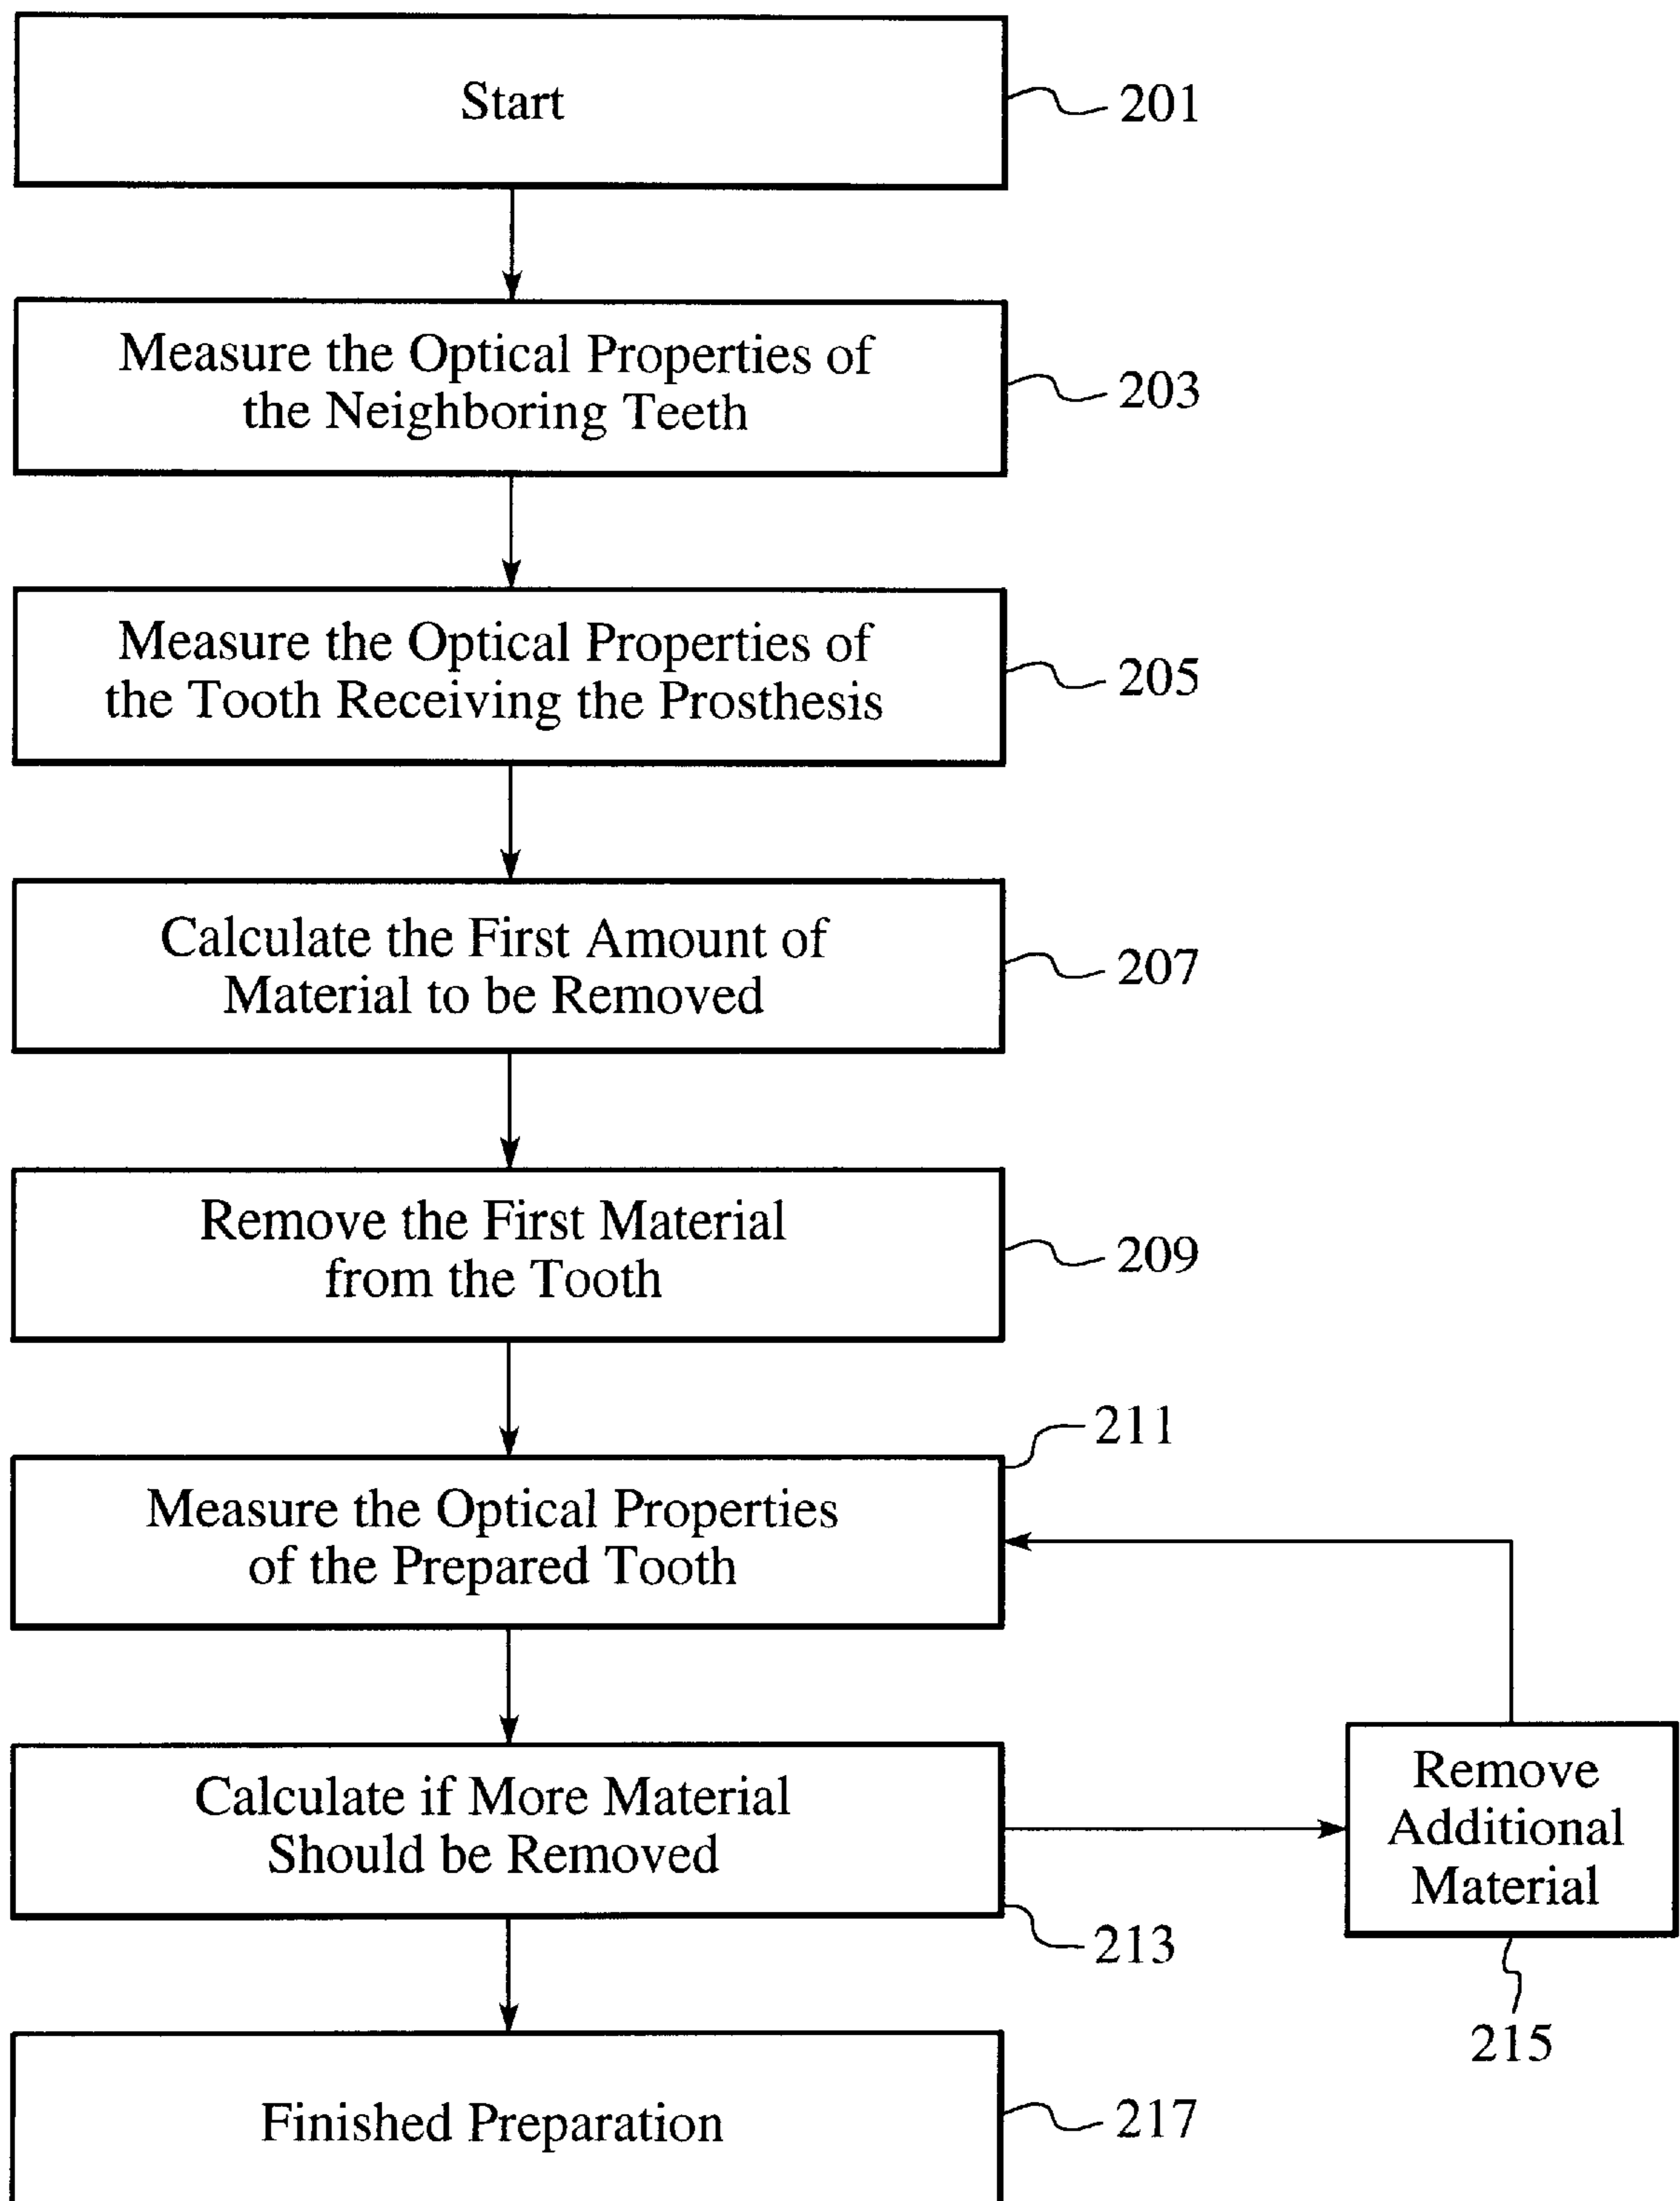 Start
201
Measure the Optical Properties of
the Neighboring Teeth
203
Measure the Optical Properties of
the Tooth Receiving the Prosthesis
205
Calculate the First Amount of
Material to be Removed
207
Remove the First Material
from the Tooth
209
211
Measure the Optical Properties
of the Prepared Tooth
Calculate if More Material
Should be Removed
213
Remove
Additional
Material
215
Finished Preparation
217